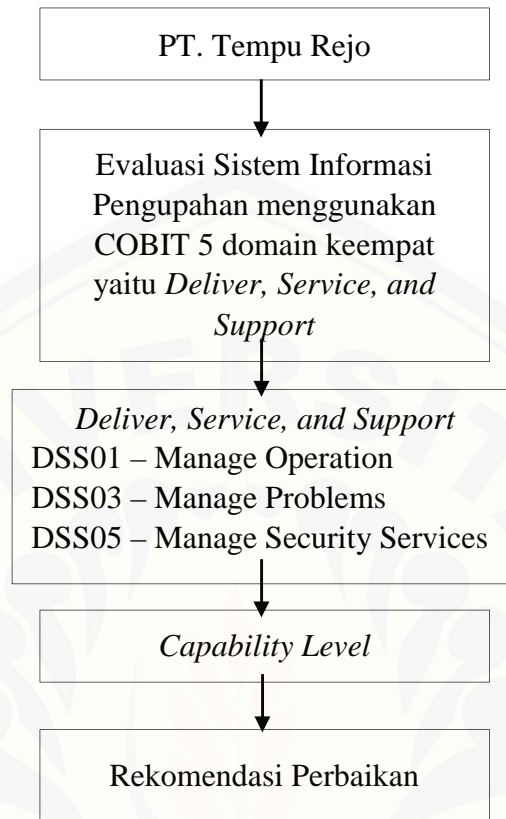 PT. Tempu Rejo
Evaluasi Sistem Informasi
Pengupahan menggunakan
COBIT 5 domain keempat
yaitu Deliver, Service, and
Support
Deliver, Service, and Support
DSS01 – Manage Operation
DSS03 – Manage Problems
DSS05 – Manage Security Services
Capability Level
Rekomendasi Perbaikan